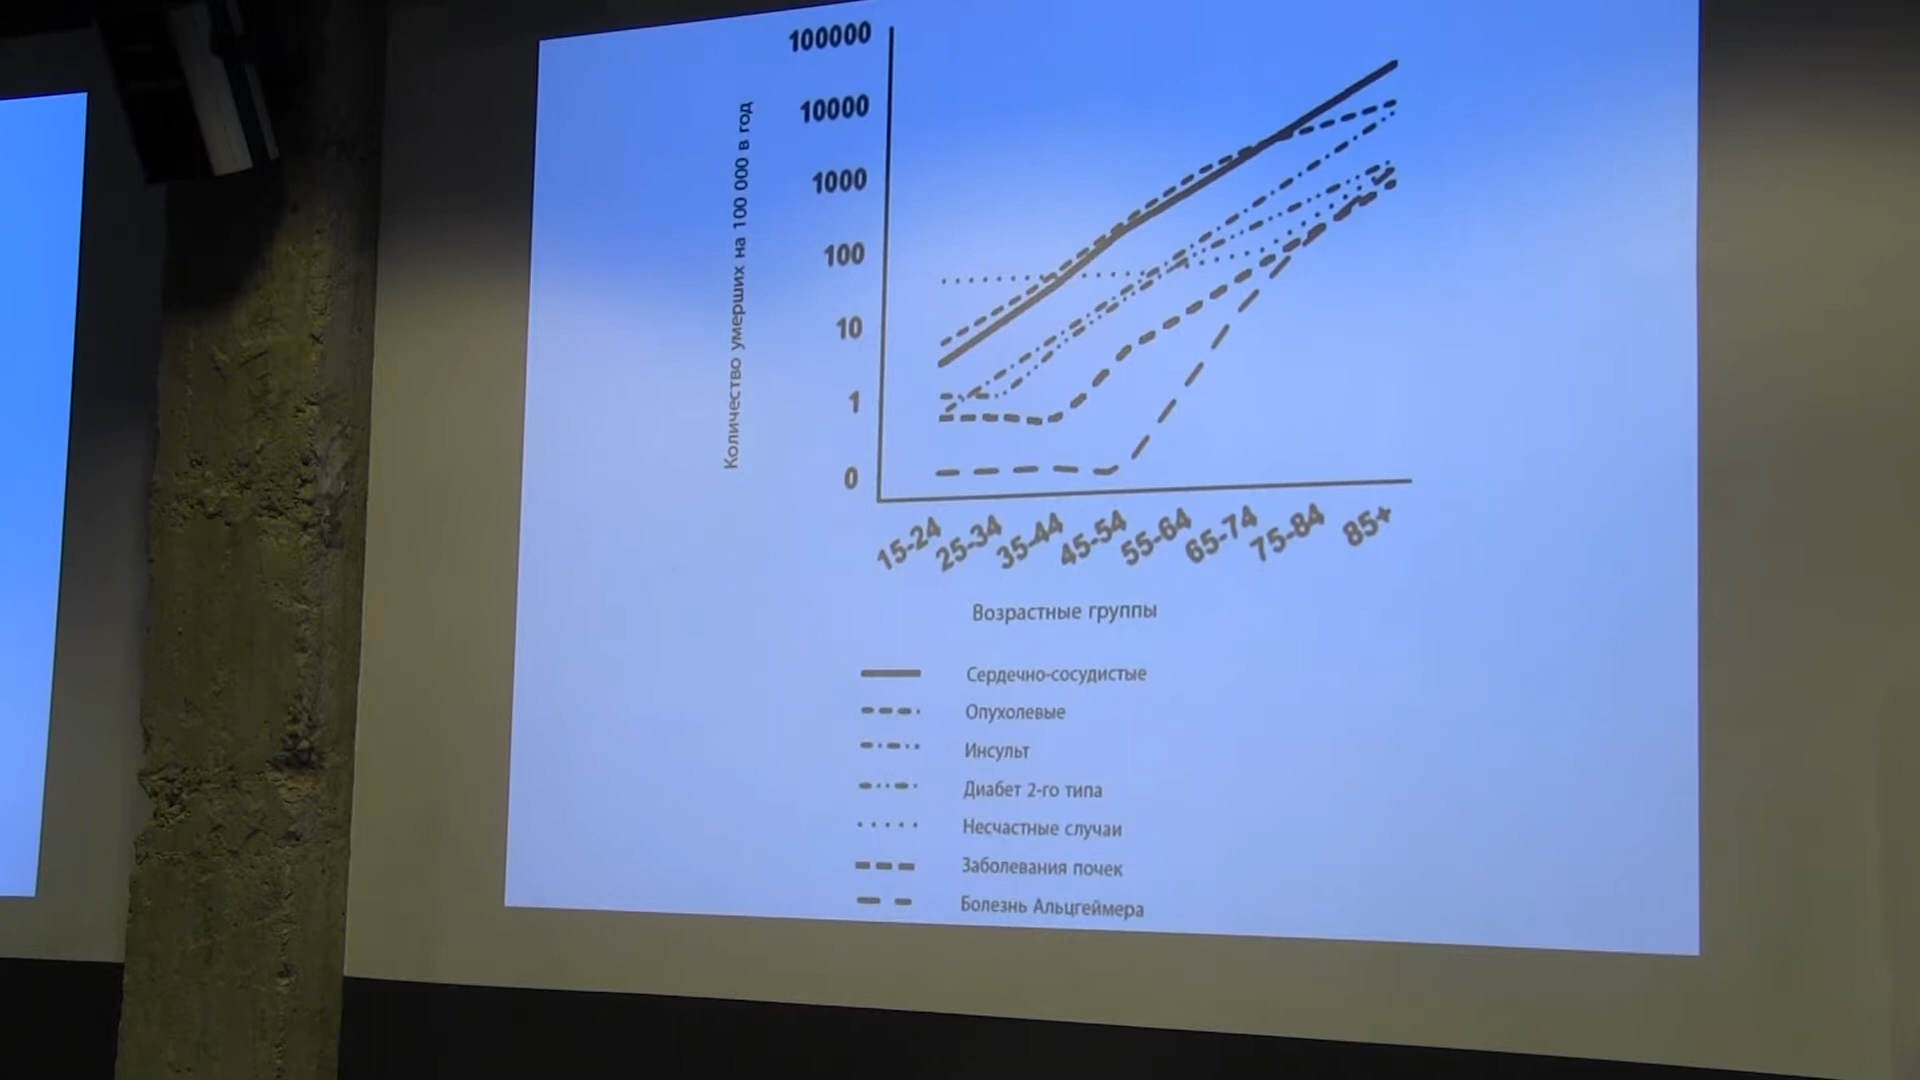 100000
10000
1000
100
10
1
0
Количество умерших на 100 000 в год
15-24
25-34
35-44
45-54
55-64
65-74
75-84
85+
Возрастные группы
Сердечно-сосудистые
Опухолевые
Инсульт
Диабет 2-го типа
Несчастные случаи
Заболевания почек
Болезнь Альцгеймера